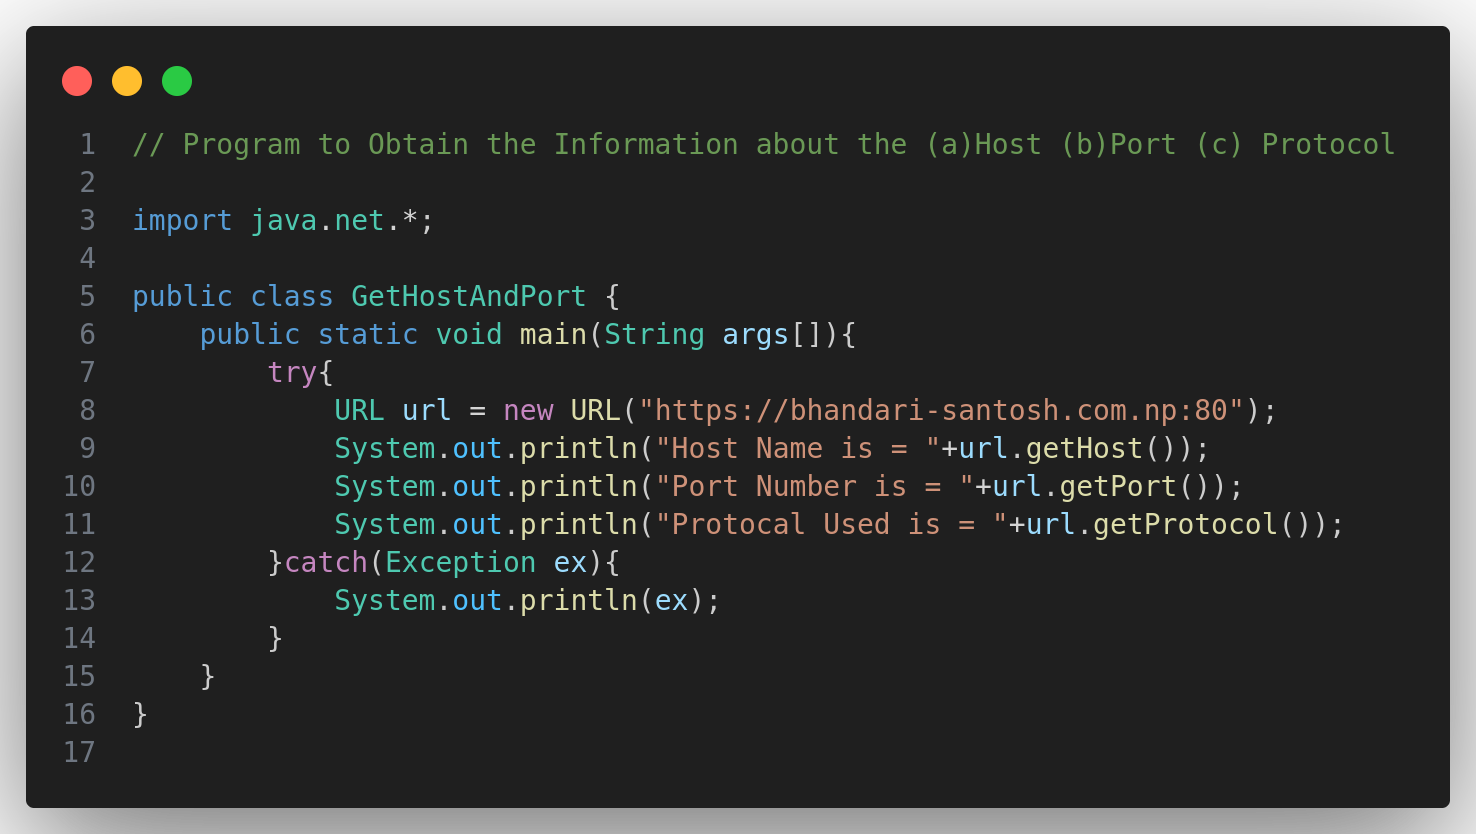 1 // Program to Obtain the Information about the (a)Host (b)Port (c) Protocol
2
3 import java.net.*;
4
5 public class GetHostAndPort {
6     public static void main(String args[]){
7         try{
8             URL url = new URL("https://bhandari-santosh.com.np:80");
9             System.out.println("Host Name is = "+url.getHost());
10             System.out.println("Port Number is = "+url.getPort());
11             System.out.println("Protocal Used is = "+url.getProtocol());
12         }catch(Exception ex){
13             System.out.println(ex);
14         }
15     }
16 }
17